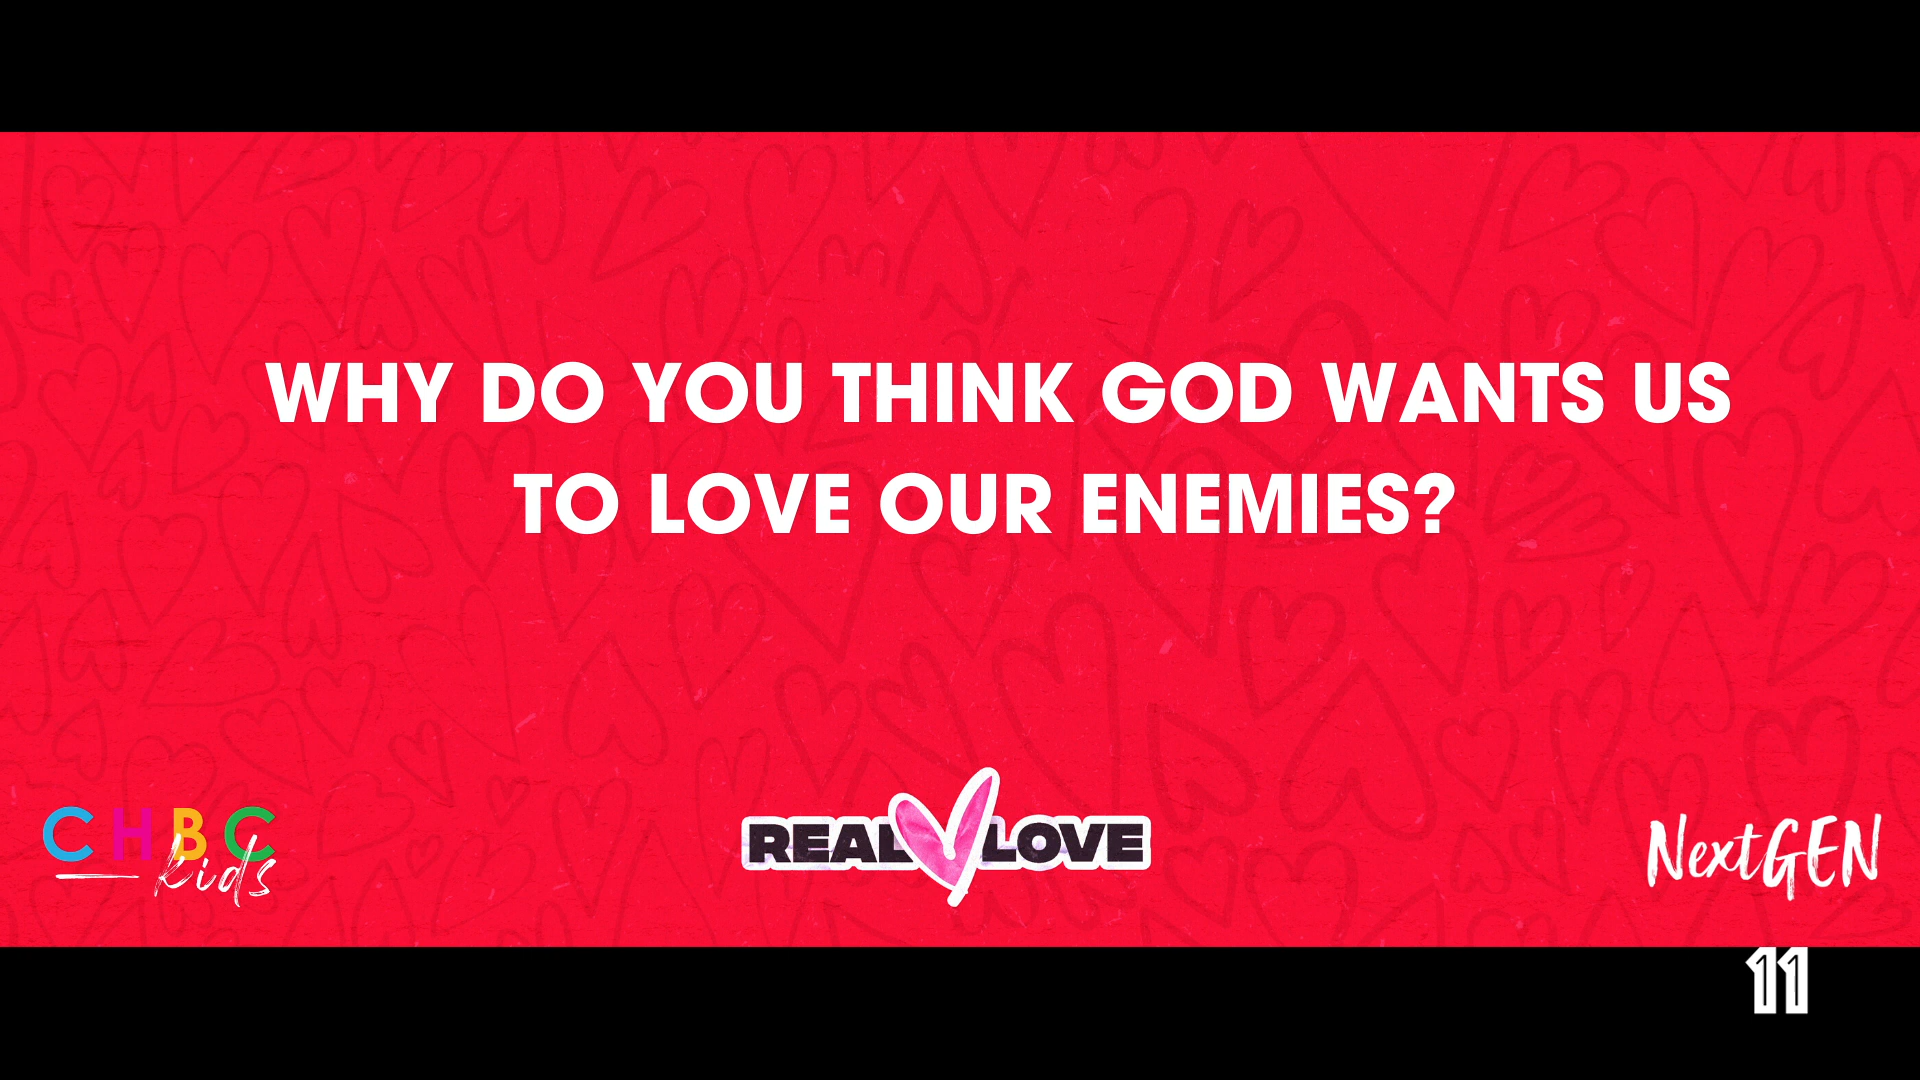 WHY DO YOU THINK GOD WANTS US
TO LOVE OUR ENEMIES?
CHBC
kids
REAL LOVE
NextGEN
11